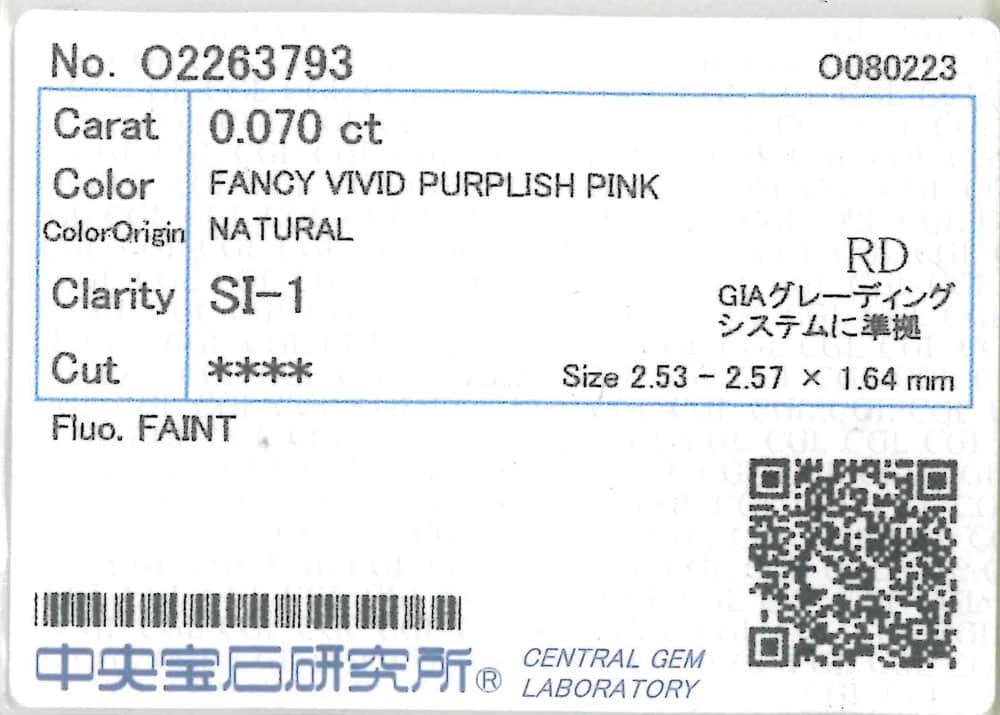 No. O2263793
O080223
Carat 0.070 ct
Color FANCY VIVID PURPLISH PINK
ColorOrigin NATURAL
RD
Clarity SI-1
GIAグレーディング
システムに準拠
Cut ****
Size 2.53 - 2.57 × 1.64 mm
Fluo. FAINT
中央宝石研究所®
CENTRAL GEM
LABORATORY